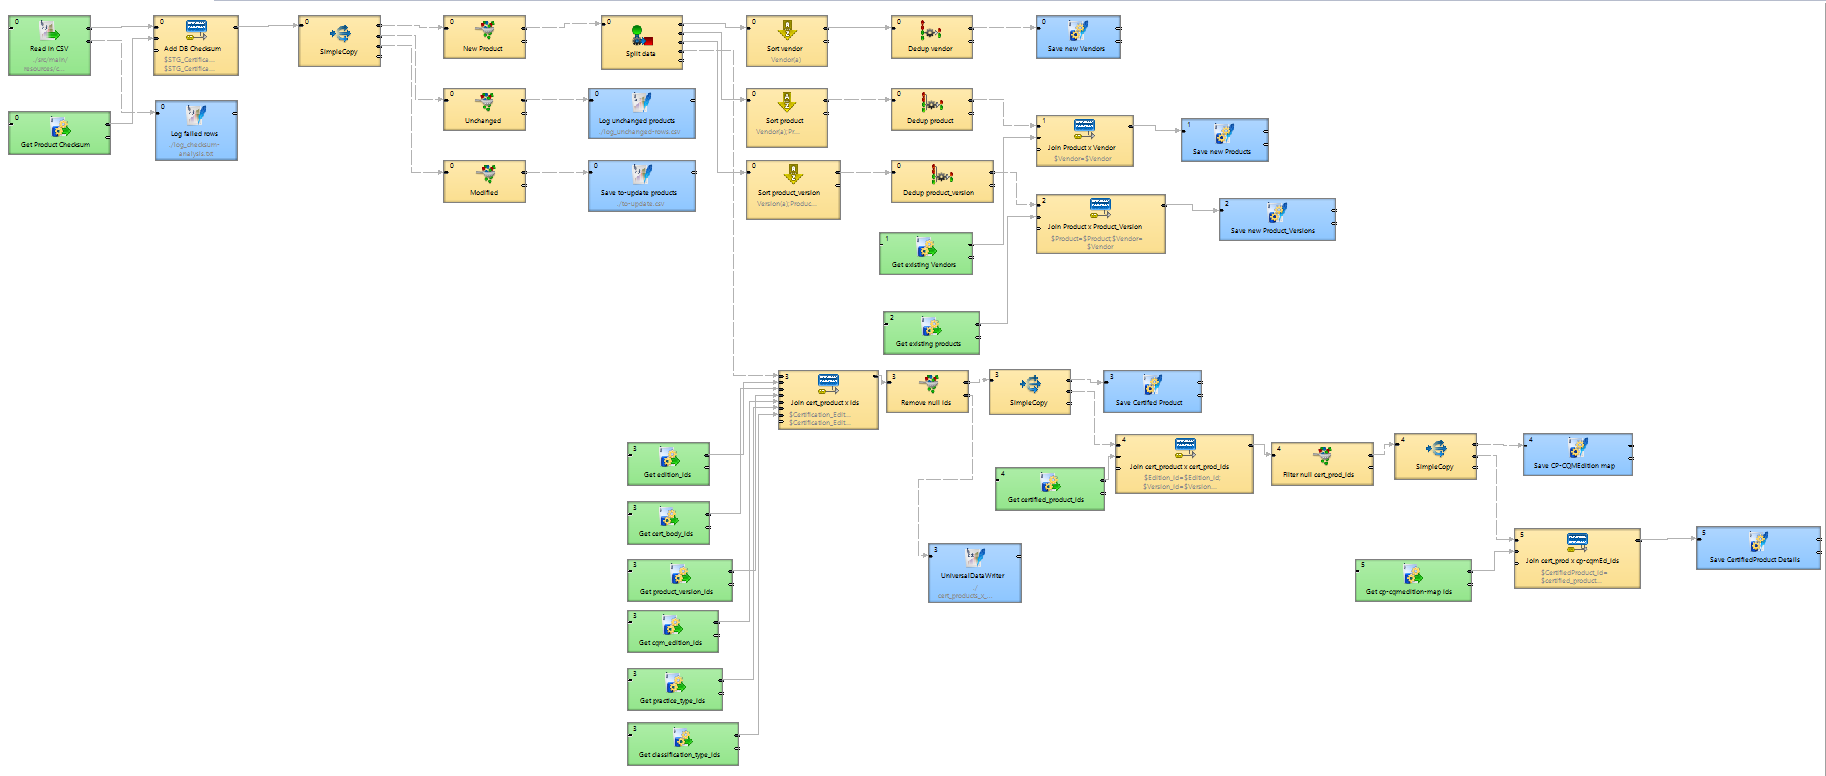 0
Read in CSV
./src/main/
resources/c...
0
Add DB Checksum
$STG_Certifica...
$STG_Certifica...
0
SimpleCopy
0
New Product
0
Split data
0
Sort vendor
Vendor(a)
0
Dedup vendor
0
Save new Vendors
0
Get Product Checksum
0
Log failed rows
./log_checksum-
analysis.txt
0
Unchanged
0
Log unchanged products
./log_unchanged-rows.csv
0
Sort product
Vendor(a);Pr...
0
Dedup product
1
Join Product x Vendor
$Vendor=$Vendor
1
Save new Products
0
Modified
0
Save to-update products
./to-update.csv
0
Sort product_version
Version(a);Produc...
0
Dedup product_version
2
Join Product x Product_Version
$Product=$Product;$Vendor=
$Vendor
2
Save new Product_Versions
1
Get existing Vendors
2
Get existing products
3
Join cert_product x ids
$Certification_Edit...
$Certification_Edit...
3
Remove null ids
3
SimpleCopy
3
Save Certifed Product
3
Get edition_ids
4
Get certified_product_ids
4
Join cert_product x cert_prod_ids
$Edition_id=$Edition_id;
$Version_id=$Version...
4
Filter null cert_prod_ids
4
SimpleCopy
4
Save CP-CQMEdition map
3
Get cert_body_ids
3
UniversalDataWriter
cert_products_x_...
5
Join cert_prod x cp-cqmEd_ids
$CertifiedProduct_id=
$certified_product...
5
Save CertifiedProduct Details
3
Get product_version_ids
5
Get cp-cqmedition-map ids
3
Get cqm_edition_ids
3
Get practice_type_ids
3
Get classification_type_ids